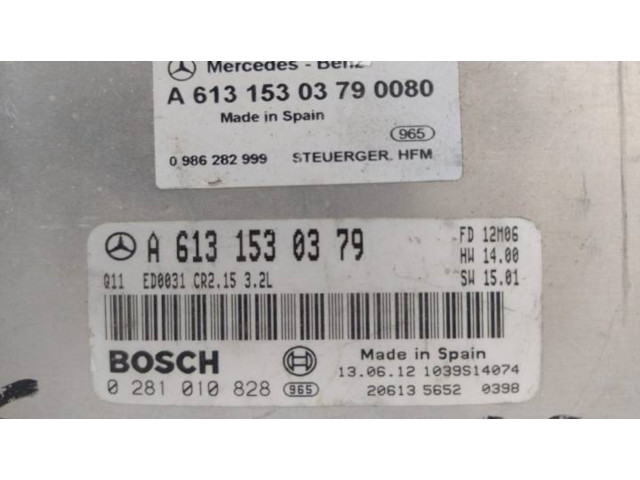 Mercedes - Benz
A 613 153 03 79 0080
Made in Spain
965
0 986 282 999 STEUERGER. HFM
A 613 153 03 79 FD 12M06
HW 14.00
Q11 ED0031 CR2.15 3.2L SW 15.01
BOSCH Made in Spain
13.06.12 1039S14074
0 281 010 828 965 20613 5652 0398